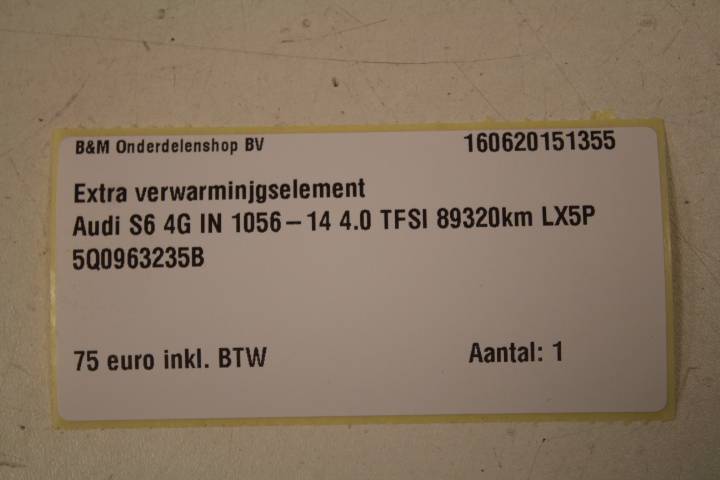 B&M Onderdelenshop BV 160620151355
Extra verwarminjgselement
Audi S6 4G IN 1056-14 4.0 TFSI 89320km LX5P
5Q0963235B
75 euro inkl. BTW Aantal: 1